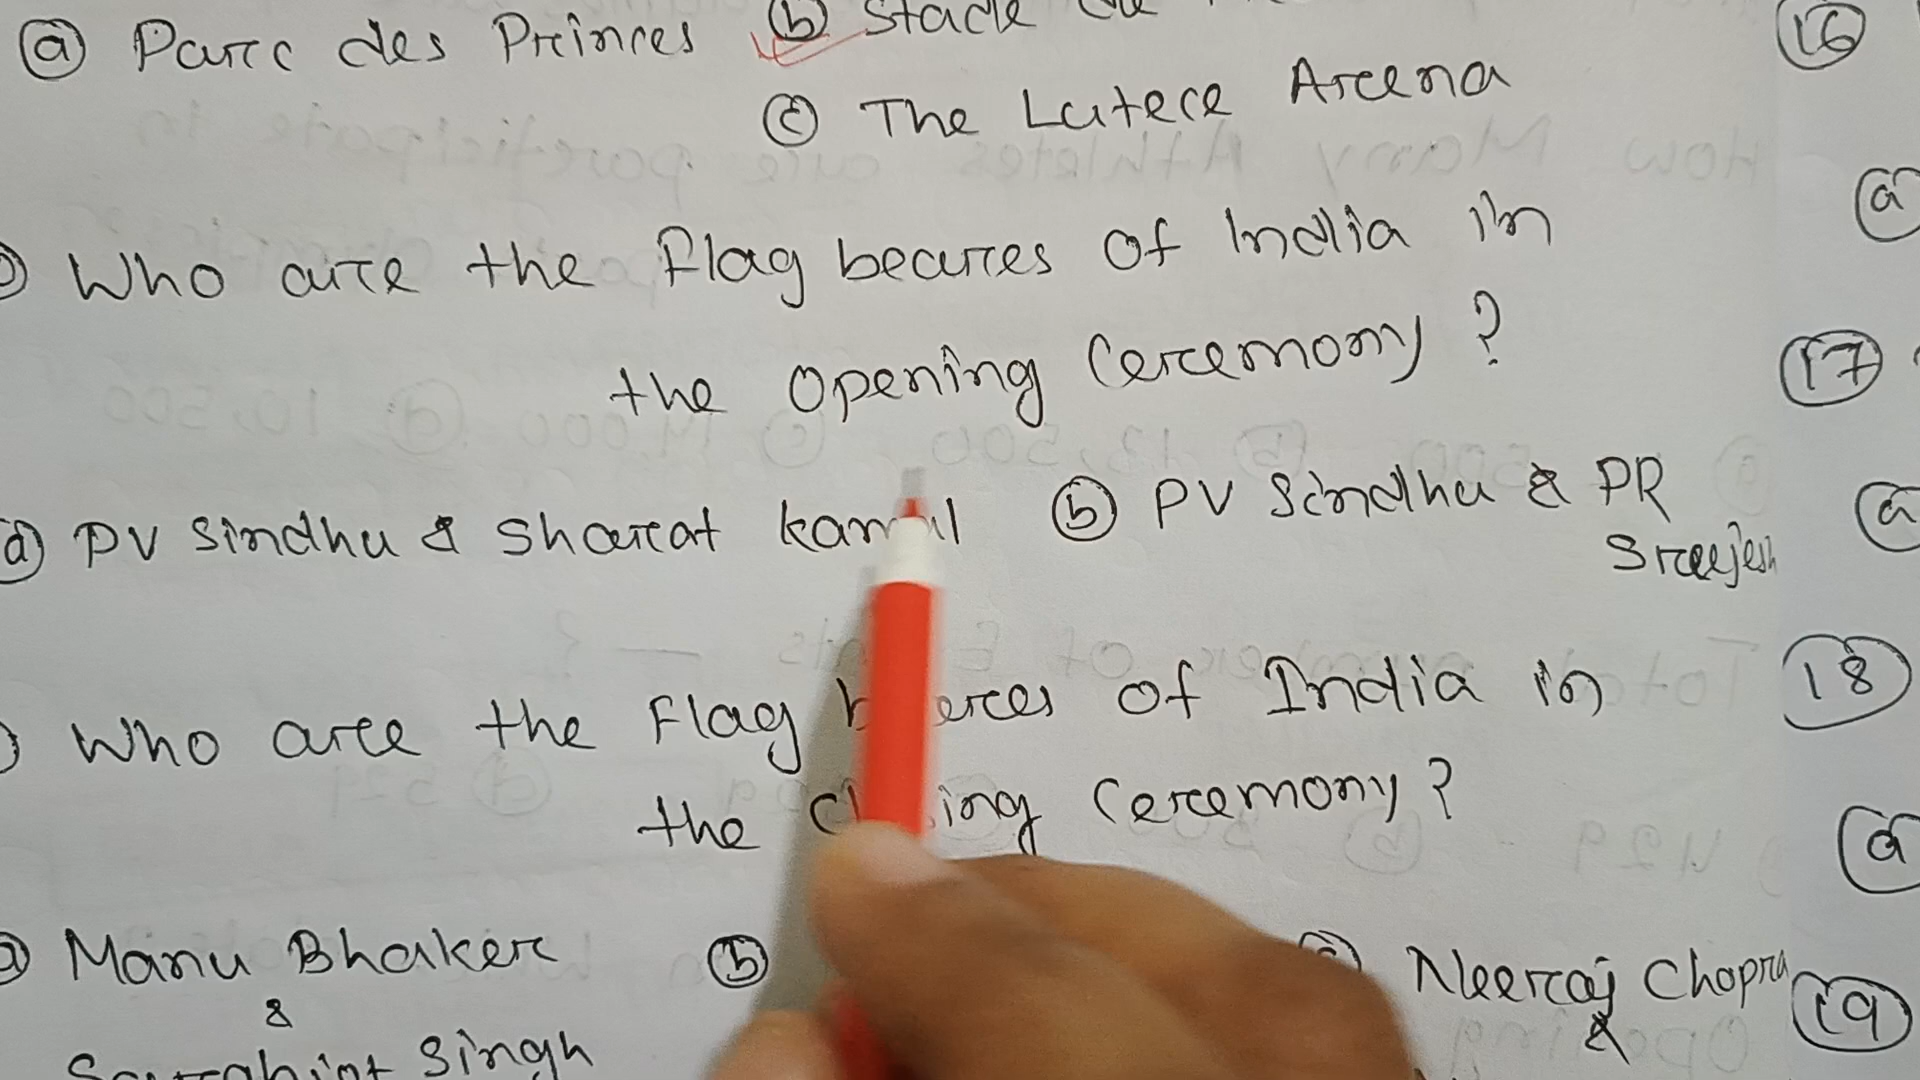 (a) Parc des Princes (b) Stade
(c) The Lutece Arena
16
Who are the Flag beares of India in
the opening Ceremony ?
17
(a) PV Sindhu & Sharat kamal (b) PV Sindhu & PR
Sreejesh
(a)
18
Who are the Flag of India in
the Ceremony ?
(a)
(a) Manu Bhaker (b) Neeraj Chopra
& &
Singh
19